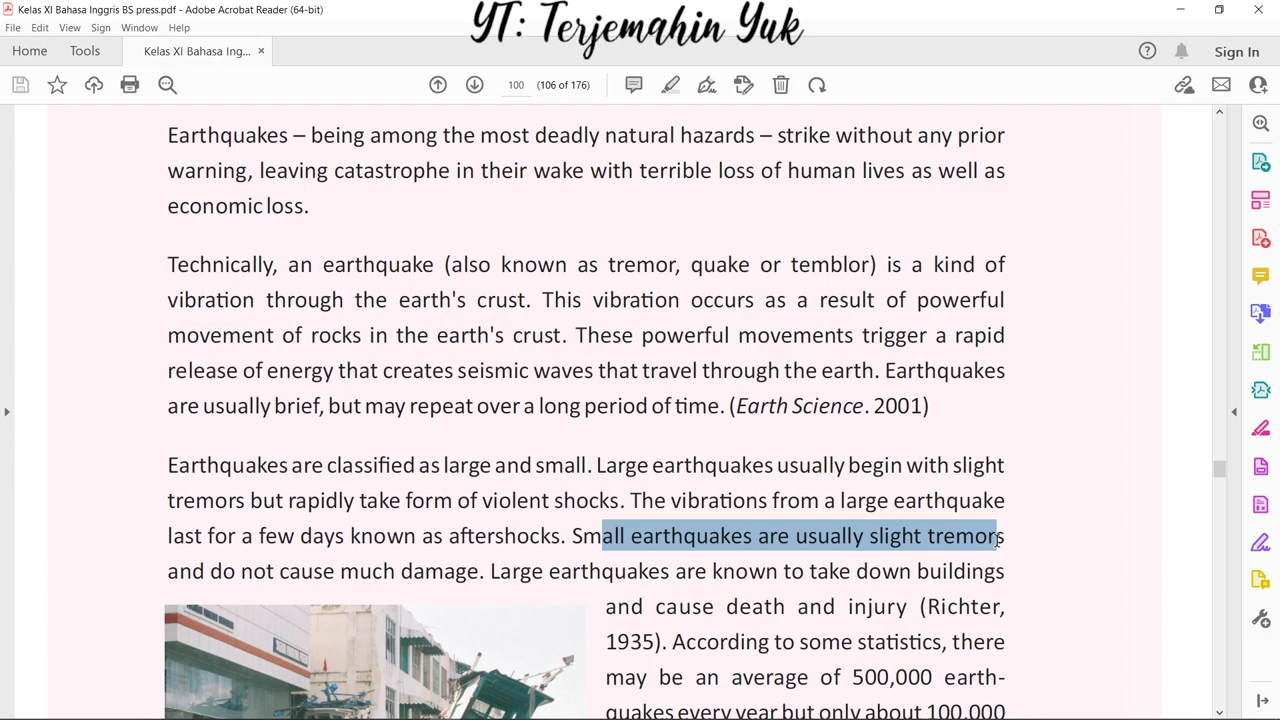 Kelas XI Bahasa Inggris BS press.pdf - Adobe Acrobat Reader (64-bit)
YT: Terjemahin Yuk
File Edit View Sign Window Help
Home Tools Kelas XI Bahasa Ing... × Sign In
100 (106 of 176)
Earthquakes – being among the most deadly natural hazards – strike without any prior
warning, leaving catastrophe in their wake with terrible loss of human lives as well as
economic loss.
Technically, an earthquake (also known as tremor, quake or temblor) is a kind of
vibration through the earth's crust. This vibration occurs as a result of powerful
movement of rocks in the earth's crust. These powerful movements trigger a rapid
release of energy that creates seismic waves that travel through the earth. Earthquakes
are usually brief, but may repeat over a long period of time. (Earth Science. 2001)
Earthquakes are classified as large and small. Large earthquakes usually begin with slight
tremors but rapidly take form of violent shocks. The vibrations from a large earthquake
last for a few days known as aftershocks. Small earthquakes are usually slight tremors
and do not cause much damage. Large earthquakes are known to take down buildings
and cause death and injury (Richter,
1935). According to some statistics, there
may be an average of 500,000 earth-
quakes every year but only about 100,000